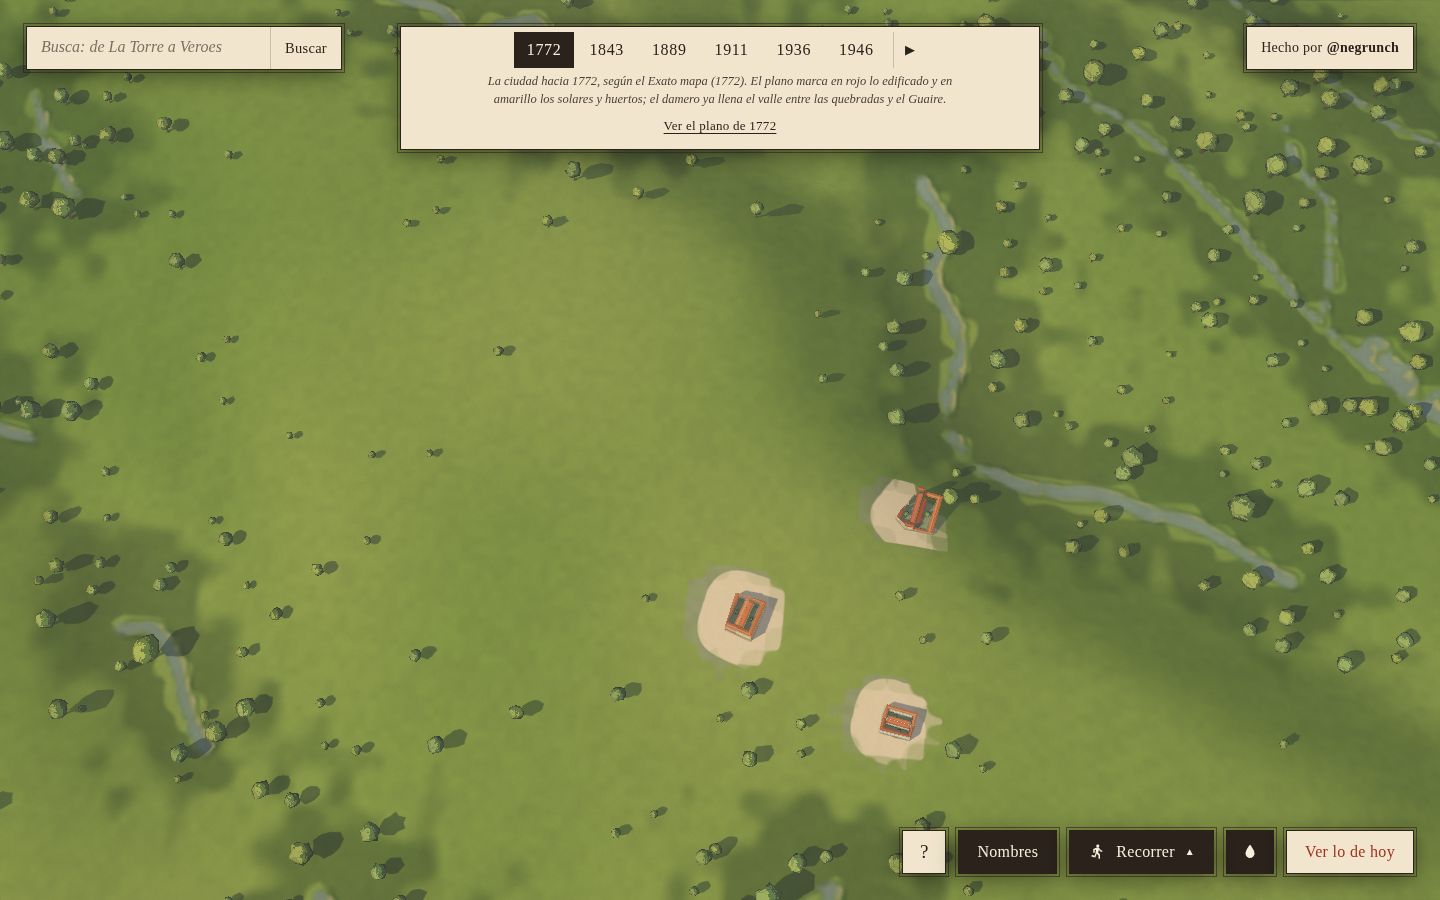 Busca: de La Torre a Veroes
Buscar
1772 1843 1889 1911 1936 1946 ▶
La ciudad hacia 1772, según el Exato mapa (1772). El plano marca en rojo lo edificado y en
amarillo los solares y huertos; el damero ya llena el valle entre las quebradas y el Guaire.
Ver el plano de 1772
Hecho por @negrunch
?
Nombres
Recorrer ▲
Ver lo de hoy